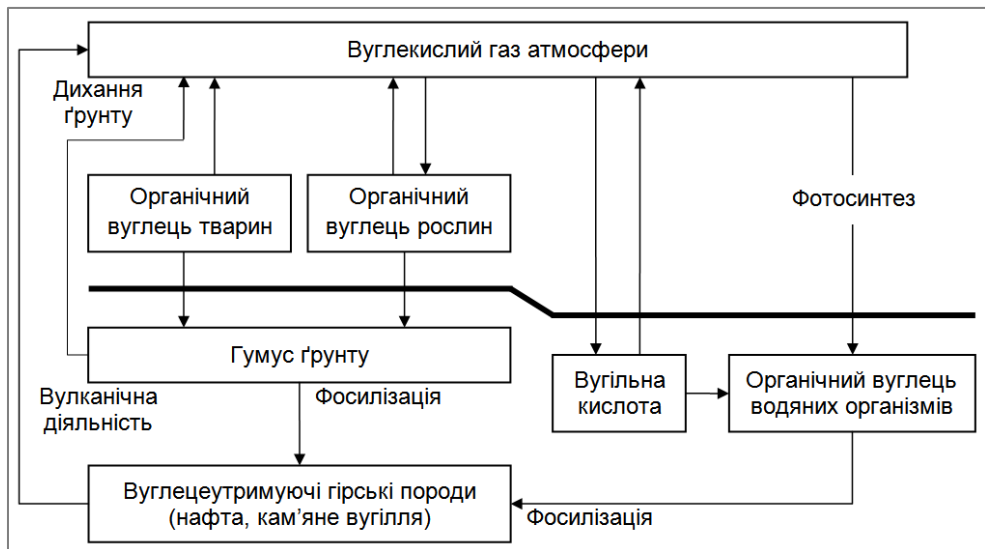 Вуглекислий газ атмосфери
Дихання
ґрунту
Органічний
вуглець тварин
Органічний
вуглець рослин
Фотосинтез
Гумус ґрунту
Вугільна
кислота
Органічний вуглець
водяних організмів
Вулканічна
діяльність
Фосилізація
Вуглецеутримуючі гірські породи
(нафта, кам’яне вугілля)
Фосилізація